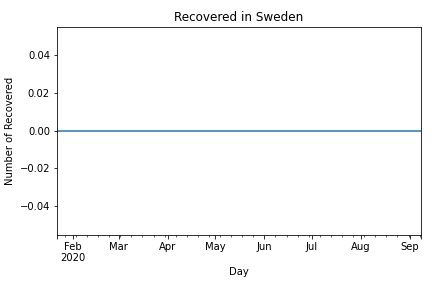 Recovered in Sweden
Number of Recovered
0.04
0.02
0.00
−0.02
−0.04
Feb Mar Apr May Jun Jul Aug Sep
2020
Day